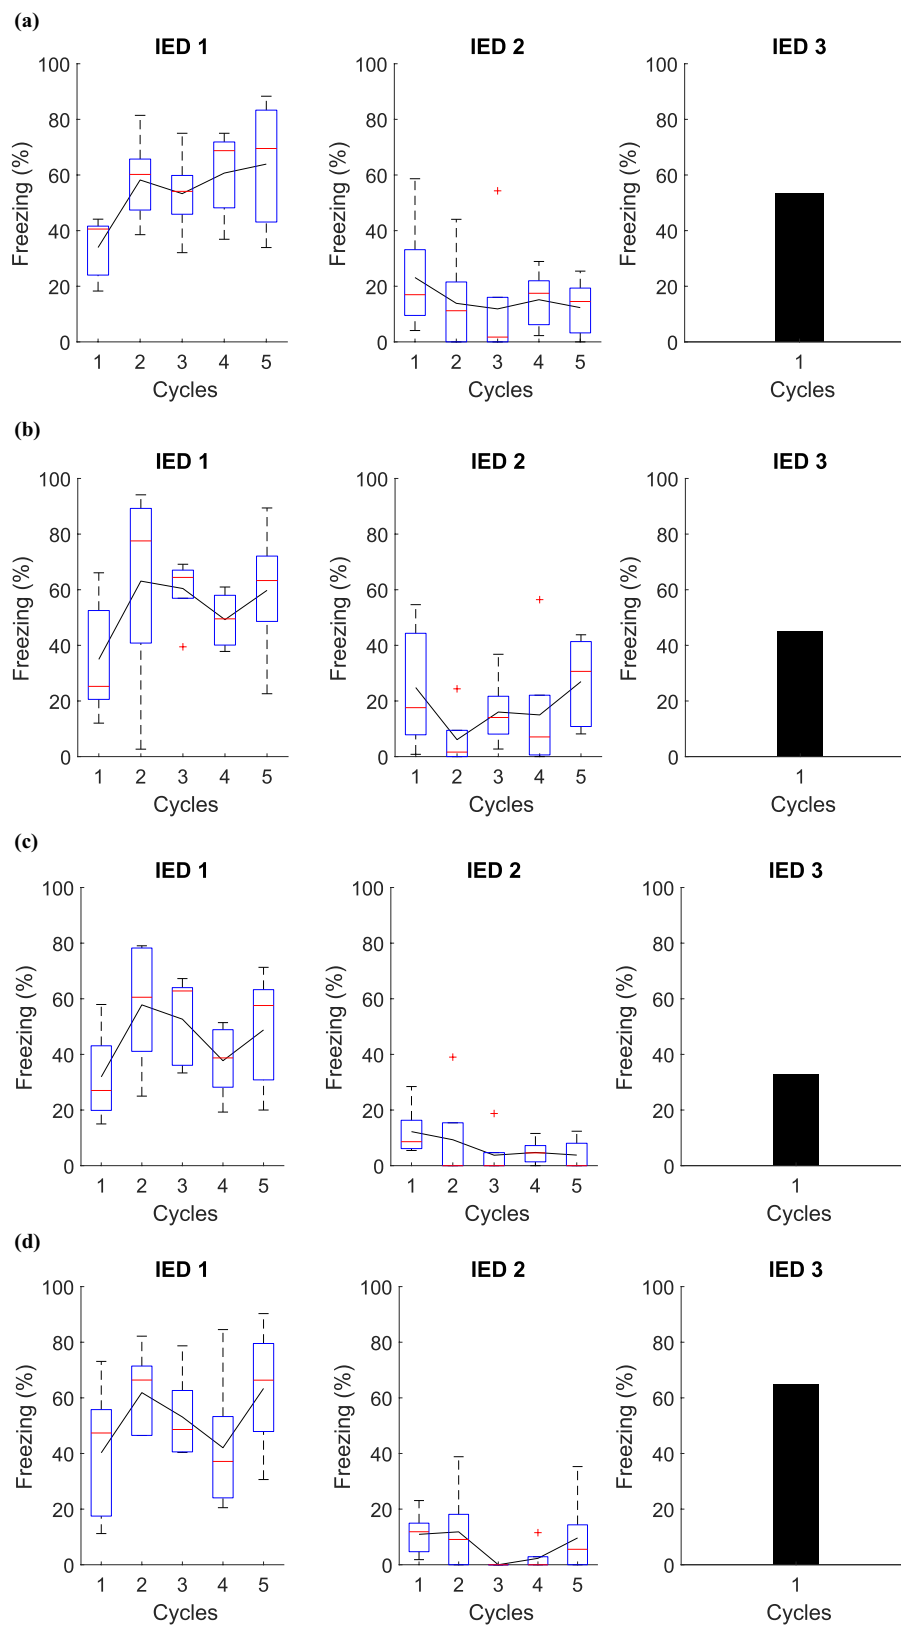 (a)
IED 1 IED 2 IED 3
100 100 100
80 80 80
60 60 60
40 40 40
20 20 20
0 0 0
Freezing (%) Freezing (%) Freezing (%)
1 2 3 4 5 1 2 3 4 5 1
Cycles Cycles Cycles
(b)
IED 1 IED 2 IED 3
100 100 100
80 80 80
60 60 60
40 40 40
20 20 20
0 0 0
Freezing (%) Freezing (%) Freezing (%)
1 2 3 4 5 1 2 3 4 5 1
Cycles Cycles Cycles
(c)
IED 1 IED 2 IED 3
100 100 100
80 80 80
60 60 60
40 40 40
20 20 20
0 0 0
Freezing (%) Freezing (%) Freezing (%)
1 2 3 4 5 1 2 3 4 5 1
Cycles Cycles Cycles
(d)
IED 1 IED 2 IED 3
100 100 100
80 80 80
60 60 60
40 40 40
20 20 20
0 0 0
Freezing (%) Freezing (%) Freezing (%)
1 2 3 4 5 1 2 3 4 5 1
Cycles Cycles Cycles